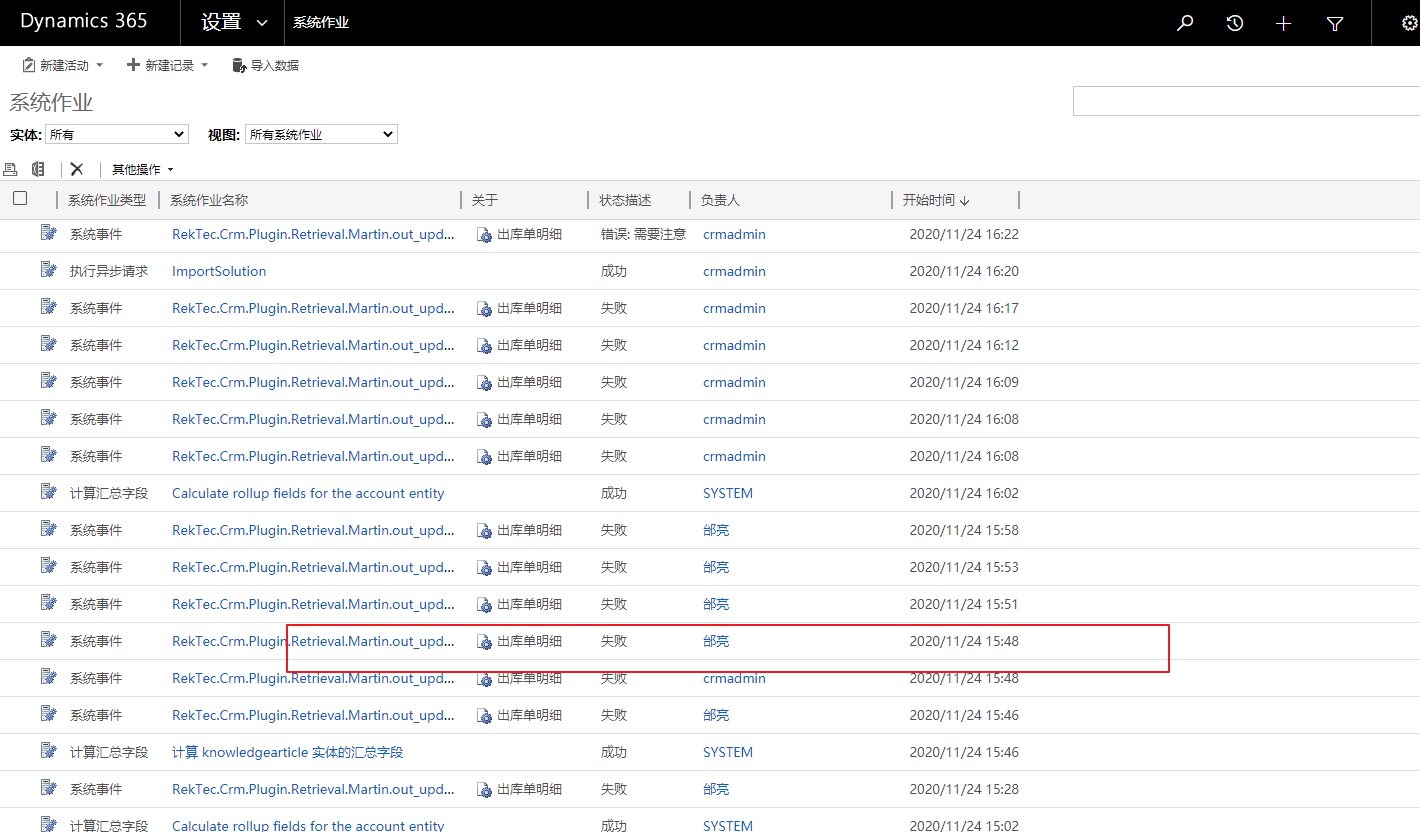 Dynamics 365 设置 系统作业
新建活动 新建记录 导入数据
系统作业
实体: 所有 视图: 所有系统作业
其他操作
系统作业类型 系统作业名称 关于 状态描述 负责人 开始时间
系统事件 RekTec.Crm.Plugin.Retrieval.Martin.out_upd... 出库单明细 错误: 需要注意 crmadmin 2020/11/24 16:22
执行异步请求 ImportSolution 成功 crmadmin 2020/11/24 16:20
系统事件 RekTec.Crm.Plugin.Retrieval.Martin.out_upd... 出库单明细 失败 crmadmin 2020/11/24 16:17
系统事件 RekTec.Crm.Plugin.Retrieval.Martin.out_upd... 出库单明细 失败 crmadmin 2020/11/24 16:12
系统事件 RekTec.Crm.Plugin.Retrieval.Martin.out_upd... 出库单明细 失败 crmadmin 2020/11/24 16:09
系统事件 RekTec.Crm.Plugin.Retrieval.Martin.out_upd... 出库单明细 失败 crmadmin 2020/11/24 16:08
系统事件 RekTec.Crm.Plugin.Retrieval.Martin.out_upd... 出库单明细 失败 crmadmin 2020/11/24 16:08
计算汇总字段 Calculate rollup fields for the account entity 成功 SYSTEM 2020/11/24 16:02
系统事件 RekTec.Crm.Plugin.Retrieval.Martin.out_upd... 出库单明细 失败 邰亮 2020/11/24 15:58
系统事件 RekTec.Crm.Plugin.Retrieval.Martin.out_upd... 出库单明细 失败 邰亮 2020/11/24 15:53
系统事件 RekTec.Crm.Plugin.Retrieval.Martin.out_upd... 出库单明细 失败 邰亮 2020/11/24 15:51
系统事件 RekTec.Crm.Plugin.Retrieval.Martin.out_upd... 出库单明细 失败 邰亮 2020/11/24 15:48
系统事件 RekTec.Crm.Plugin.Retrieval.Martin.out_upd... 出库单明细 失败 crmadmin 2020/11/24 15:48
系统事件 RekTec.Crm.Plugin.Retrieval.Martin.out_upd... 出库单明细 失败 邰亮 2020/11/24 15:46
计算汇总字段 计算 knowledgearticle 实体的汇总字段 成功 SYSTEM 2020/11/24 15:46
系统事件 RekTec.Crm.Plugin.Retrieval.Martin.out_upd... 出库单明细 失败 邰亮 2020/11/24 15:28
计算汇总字段 Calculate rollup fields for the account entity 成功 SYSTEM 2020/11/24 15:02